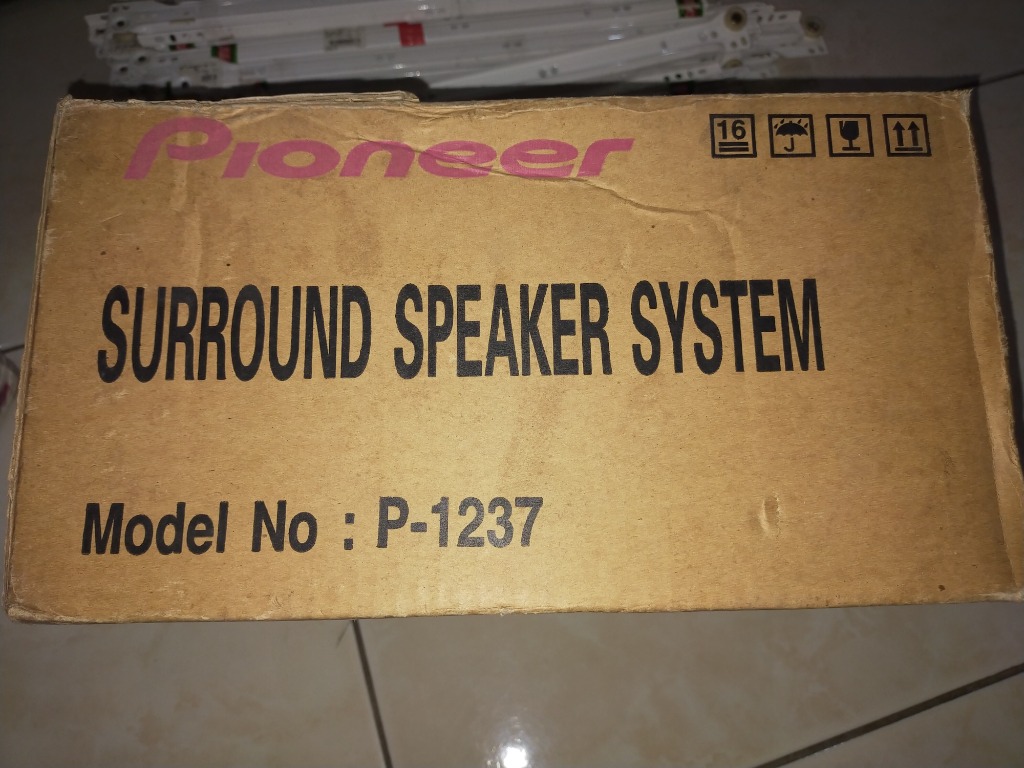 Pioneer
16
SURROUND SPEAKER SYSTEM
Model No : P-1237